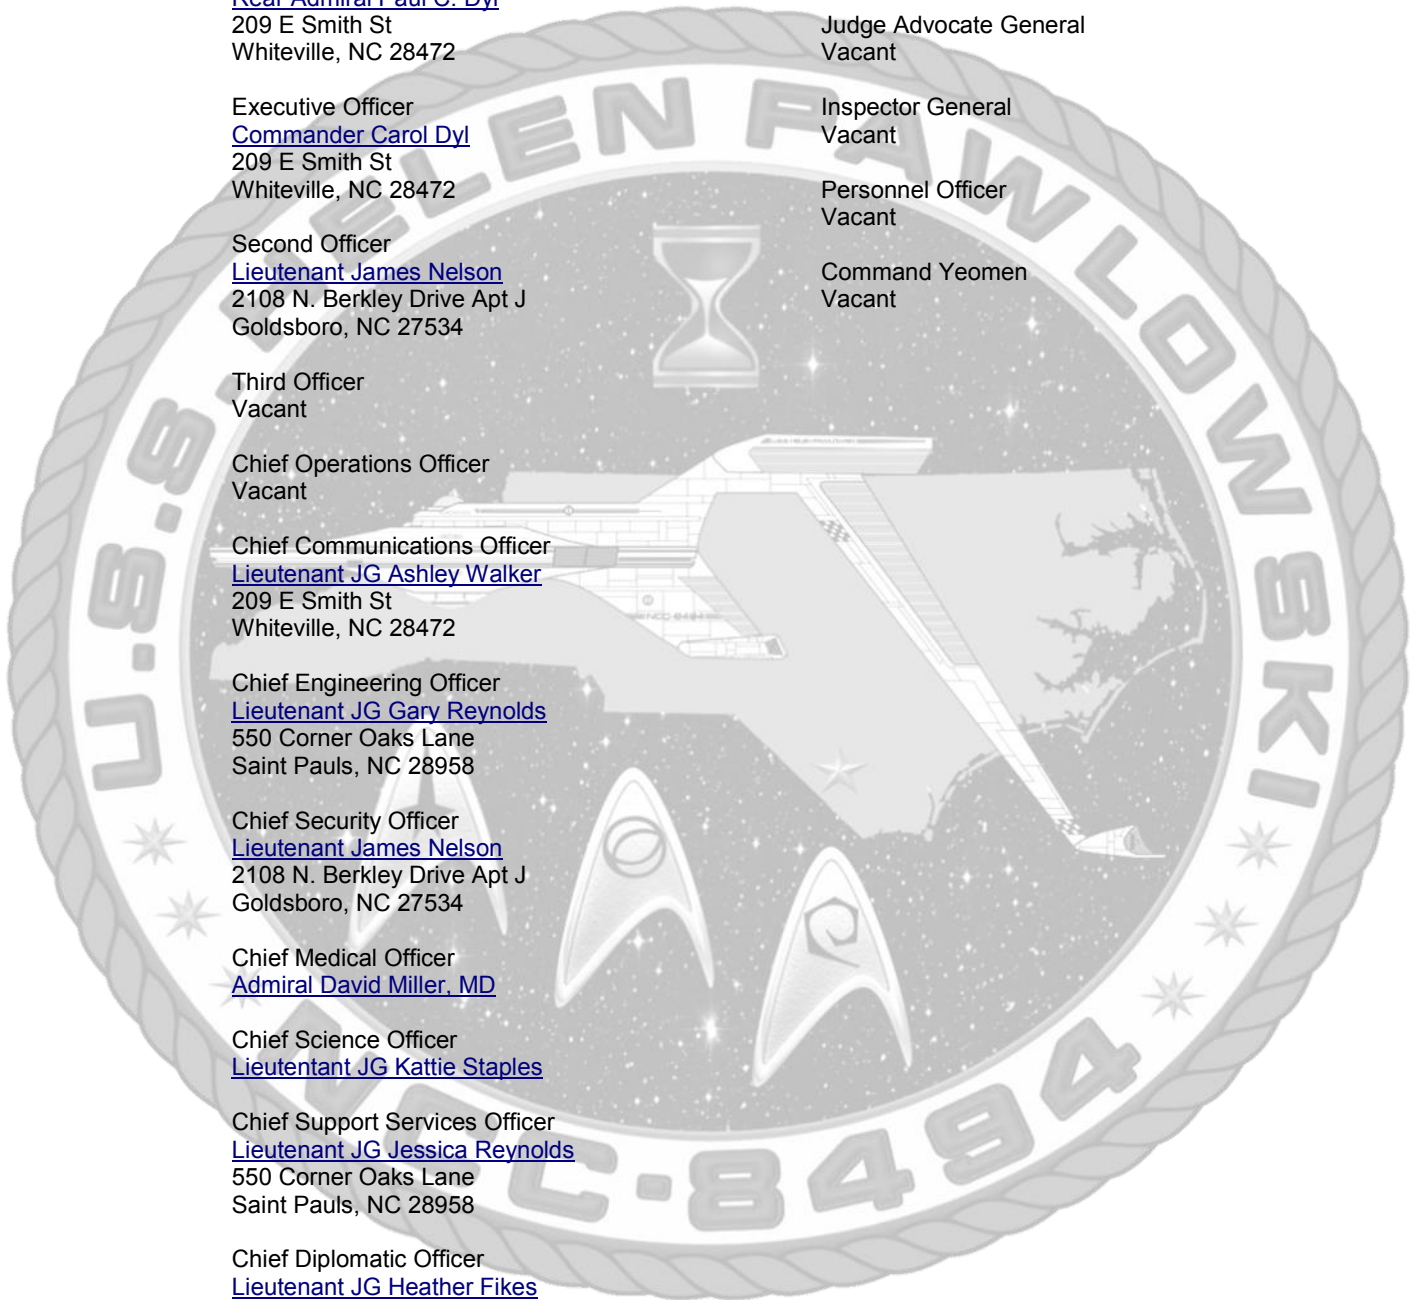 Rear Admiral Paul C. Dyl
209 E Smith St
Whiteville, NC 28472
Executive Officer
Commander Carol Dyl
209 E Smith St
Whiteville, NC 28472
Second Officer
Lieutenant James Nelson
2108 N. Berkley Drive Apt J
Goldsboro, NC 27534
Third Officer
Vacant
Chief Operations Officer
Vacant
Chief Communications Officer
Lieutenant JG Ashley Walker
209 E Smith St
Whiteville, NC 28472
Chief Engineering Officer
Lieutenant JG Gary Reynolds
550 Corner Oaks Lane
Saint Pauls, NC 28958
Chief Security Officer
Lieutenant James Nelson
2108 N. Berkley Drive Apt J
Goldsboro, NC 27534
Chief Medical Officer
Admiral David Miller, MD
Chief Science Officer
Lieutentant JG Kattie Staples
Chief Support Services Officer
Lieutenant JG Jessica Reynolds
550 Corner Oaks Lane
Saint Pauls, NC 28958
Chief Diplomatic Officer
Lieutenant JG Heather Fikes
Judge Advocate General
Vacant
Inspector General
Vacant
Personnel Officer
Vacant
Command Yeomen
Vacant
U.S.S. HELEN PAWLOWSKI
NCC-8494